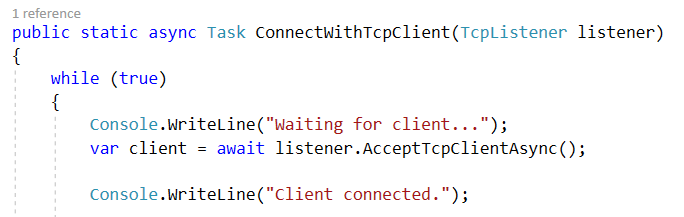 1 reference
public static async Task ConnectWithTcpClient(TcpListener listener)
{
while (true)
{
Console.WriteLine("Waiting for client...");
var client = await listener.AcceptTcpClientAsync();
Console.WriteLine("Client connected.");